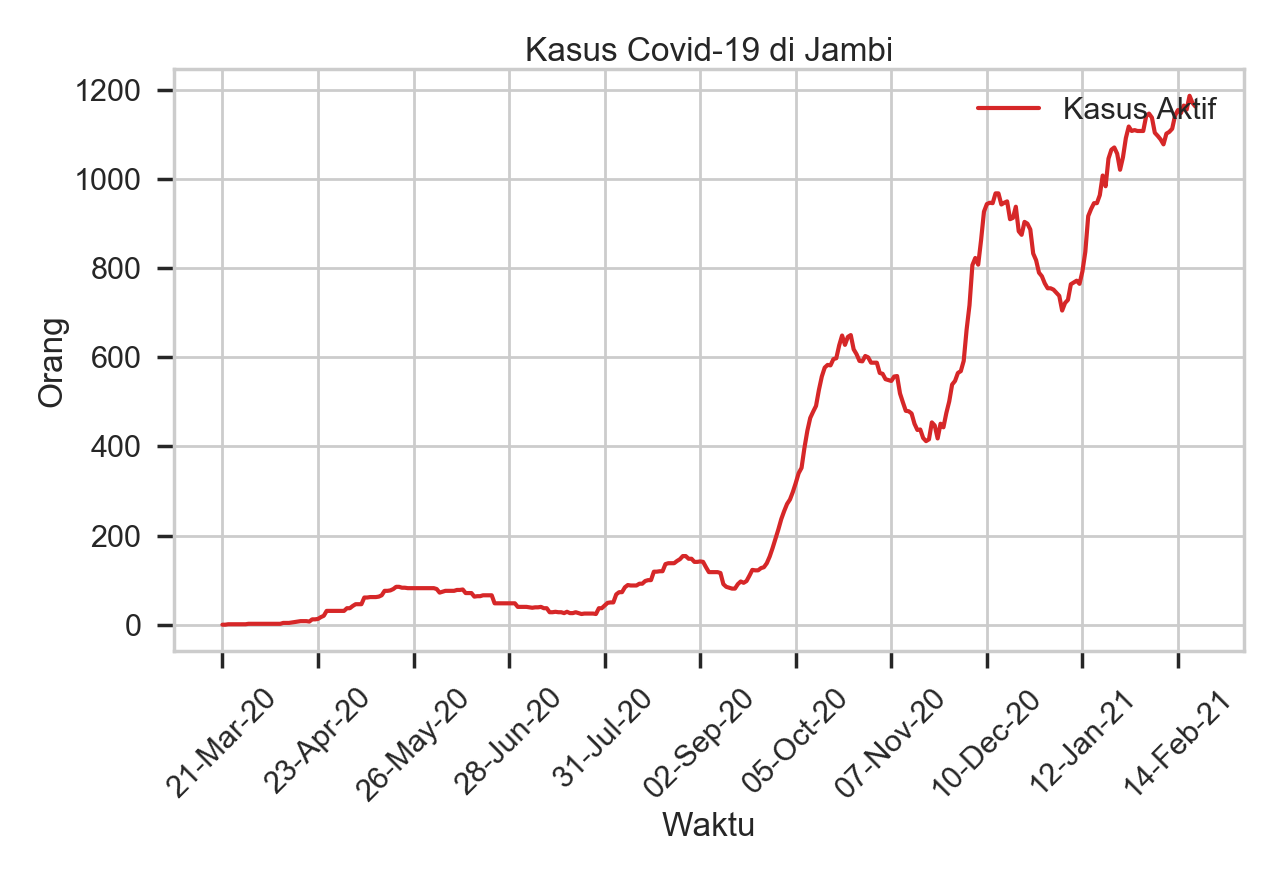 Kasus Covid-19 di Jambi
Kasus Aktif
1200
1000
800
600
400
200
0
Orang
21-Mar-20
23-Apr-20
26-May-20
28-Jun-20
31-Jul-20
02-Sep-20
05-Oct-20
07-Nov-20
10-Dec-20
12-Jan-21
14-Feb-21
Waktu